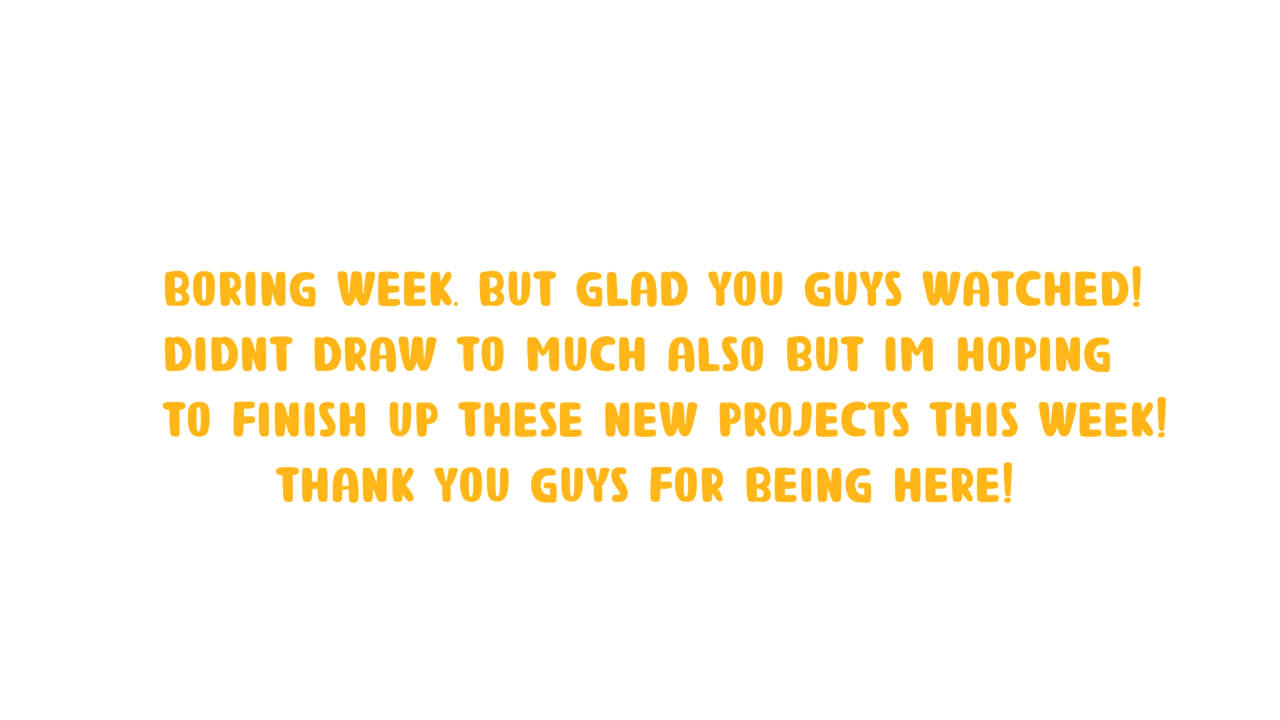 BORING WEEK. BUT GLAD YOU GUYS WATCHED!
DIDNT DRAW TO MUCH ALSO BUT IM HOPING
TO FINISH UP THESE NEW PROJECTS THIS WEEK!
THANK YOU GUYS FOR BEING HERE!